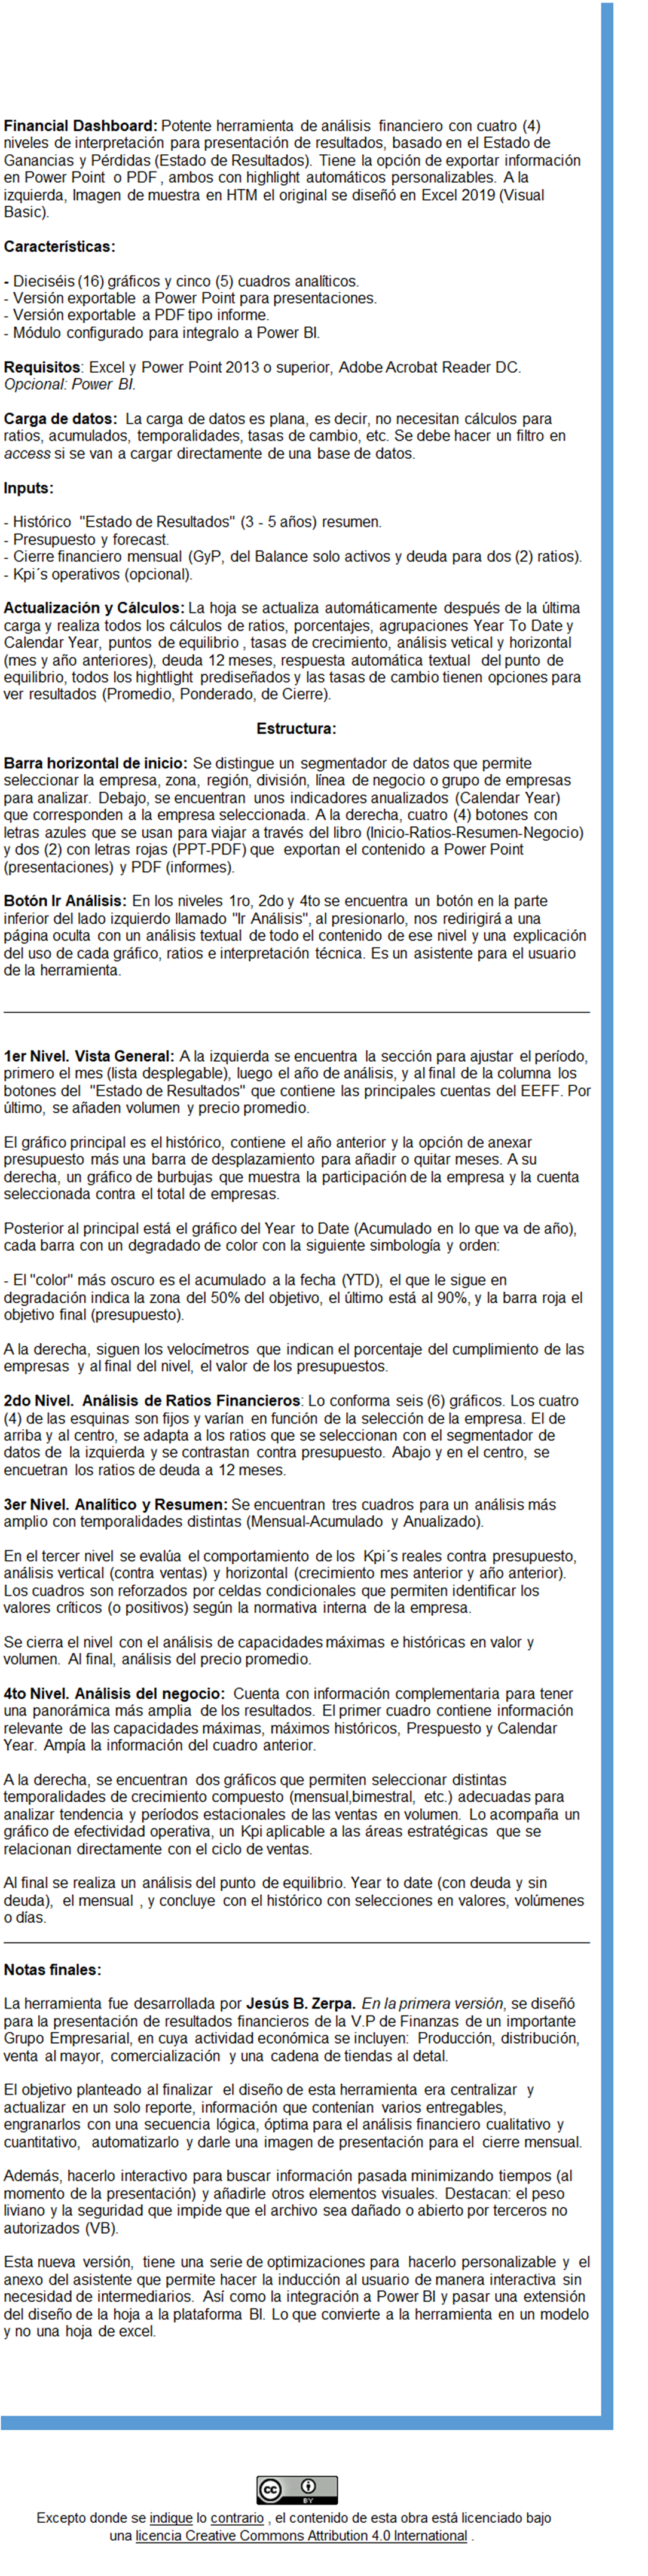 Financial Dashboard: Potente herramienta de análisis financiero con cuatro (4)
niveles de interpretación para presentación de resultados, basado en el Estado de
Ganancias y Pérdidas (Estado de Resultados). Tiene la opción de exportar información
en Power Point o PDF , ambos con highlight automáticos personalizables. A la
izquierda, Imagen de muestra en HTM el original se diseñó en Excel 2019 (Visual
Basic).
Características:
- Dieciséis (16) gráficos y cinco (5) cuadros analíticos.
- Versión exportable a Power Point para presentaciones.
- Versión exportable a PDF tipo informe.
- Módulo configurado para integralo a Power BI.
Requisitos: Excel y Power Point 2013 o superior, Adobe Acrobat Reader DC.
Opcional: Power BI.
Carga de datos: La carga de datos es plana, es decir, no necesitan cálculos para
ratios, acumulados, temporalidades, tasas de cambio, etc. Se debe hacer un filtro en
access si se van a cargar directamente de una base de datos.
Inputs:
- Histórico "Estado de Resultados" (3 - 5 años) resumen.
- Presupuesto y forecast.
- Cierre financiero mensual (GyP, del Balance solo activos y deuda para dos (2) ratios).
- Kpi´s operativos (opcional).
Actualización y Cálculos: La hoja se actualiza automáticamente después de la última
carga y realiza todos los cálculos de ratios, porcentajes, agrupaciones Year To Date y
Calendar Year, puntos de equilibrio , tasas de crecimiento, análisis vetical y horizontal
(mes y año anteriores), deuda 12 meses, respuesta automática textual del punto de
equilibrio, todos los hightlight prediseñados y las tasas de cambio tienen opciones para
ver resultados (Promedio, Ponderado, de Cierre).
Estructura:
Barra horizontal de inicio: Se distingue un segmentador de datos que permite
seleccionar la empresa, zona, región, división, línea de negocio o grupo de empresas
para analizar. Debajo, se encuentran unos indicadores anualizados (Calendar Year)
que corresponden a la empresa seleccionada. A la derecha, cuatro (4) botones con
letras azules que se usan para viajar a través del libro (Inicio-Ratios-Resumen-Negocio)
y dos (2) con letras rojas (PPT-PDF) que exportan el contenido a Power Point
(presentaciones) y PDF (informes).
Botón Ir Análisis: En los niveles 1ro, 2do y 4to se encuentra un botón en la parte
inferior del lado izquierdo llamado "Ir Análisis", al presionarlo, nos redirigirá a una
página oculta con un análisis textual de todo el contenido de ese nivel y una explicación
del uso de cada gráfico, ratios e interpretación técnica. Es un asistente para el usuario
de la herramienta.
1er Nivel. Vista General: A la izquierda se encuentra la sección para ajustar el período,
primero el mes (lista desplegable), luego el año de análisis, y al final de la columna los
botones del "Estado de Resultados" que contiene las principales cuentas del EEFF. Por
último, se añaden volumen y precio promedio.
El gráfico principal es el histórico, contiene el año anterior y la opción de anexar
presupuesto más una barra de desplazamiento para añadir o quitar meses. A su
derecha, un gráfico de burbujas que muestra la participación de la empresa y la cuenta
seleccionada contra el total de empresas.
Posterior al principal está el gráfico del Year to Date (Acumulado en lo que va de año),
cada barra con un degradado de color con la siguiente simbología y orden:
- El "color" más oscuro es el acumulado a la fecha (YTD), el que le sigue en
degradación indica la zona del 50% del objetivo, el último está al 90%, y la barra roja el
objetivo final (presupuesto).
A la derecha, siguen los velocímetros que indican el porcentaje del cumplimiento de las
empresas y al final del nivel, el valor de los presupuestos.
2do Nivel. Análisis de Ratios Financieros: Lo conforma seis (6) gráficos. Los cuatro
(4) de las esquinas son fijos y varían en función de la selección de la empresa. El de
arriba y al centro, se adapta a los ratios que se seleccionan con el segmentador de
datos de la izquierda y se contrastan contra presupuesto. Abajo y en el centro, se
encuetran los ratios de deuda a 12 meses.
3er Nivel. Analítico y Resumen: Se encuentran tres cuadros para un análisis más
amplio con temporalidades distintas (Mensual-Acumulado y Anualizado).
En el tercer nivel se evalúa el comportamiento de los Kpi´s reales contra presupuesto,
análisis vertical (contra ventas) y horizontal (crecimiento mes anterior y año anterior).
Los cuadros son reforzados por celdas condicionales que permiten identificar los
valores críticos (o positivos) según la normativa interna de la empresa.
Se cierra el nivel con el análisis de capacidades máximas e históricas en valor y
volumen. Al final, análisis del precio promedio.
4to Nivel. Análisis del negocio: Cuenta con información complementaria para tener
una panorámica más amplia de los resultados. El primer cuadro contiene información
relevante de las capacidades máximas, máximos históricos, Prespuesto y Calendar
Year. Ampía la información del cuadro anterior.
A la derecha, se encuentran dos gráficos que permiten seleccionar distintas
temporalidades de crecimiento compuesto (mensual,bimestral, etc.) adecuadas para
analizar tendencia y períodos estacionales de las ventas en volumen. Lo acompaña un
gráfico de efectividad operativa, un Kpi aplicable a las áreas estratégicas que se
relacionan directamente con el ciclo de ventas.
Al final se realiza un análisis del punto de equilibrio. Year to date (con deuda y sin
deuda), el mensual , y concluye con el histórico con selecciones en valores, volúmenes
o días.
Notas finales:
La herramienta fue desarrollada por Jesús B. Zerpa. En la primera versión, se diseñó
para la presentación de resultados financieros de la V.P de Finanzas de un importante
Grupo Empresarial, en cuya actividad económica se incluyen: Producción, distribución,
venta al mayor, comercialización y una cadena de tiendas al detal.
El objetivo planteado al finalizar el diseño de esta herramienta era centralizar y
actualizar en un solo reporte, información que contenían varios entregables,
engranarlos con una secuencia lógica, óptima para el análisis financiero cualitativo y
cuantitativo, automatizarlo y darle una imagen de presentación para el cierre mensual.
Además, hacerlo interactivo para buscar información pasada minimizando tiempos (al
momento de la presentación) y añadirle otros elementos visuales. Destacan: el peso
liviano y la seguridad que impide que el archivo sea dañado o abierto por terceros no
autorizados (VB).
Esta nueva versión, tiene una serie de optimizaciones para hacerlo personalizable y el
anexo del asistente que permite hacer la inducción al usuario de manera interactiva sin
necesidad de intermediarios. Así como la integración a Power BI y pasar una extensión
del diseño de la hoja a la plataforma BI. Lo que convierte a la herramienta en un modelo
y no una hoja de excel.
cc BY
Excepto donde se indique lo contrario , el contenido de esta obra está licenciado bajo
una licencia Creative Commons Attribution 4.0 International .